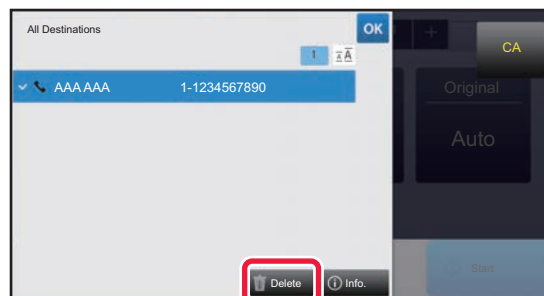 All Destinations
OK
1
AAA AAA 1-1234567890
Delete
Info.
CA
Original
Auto
Start